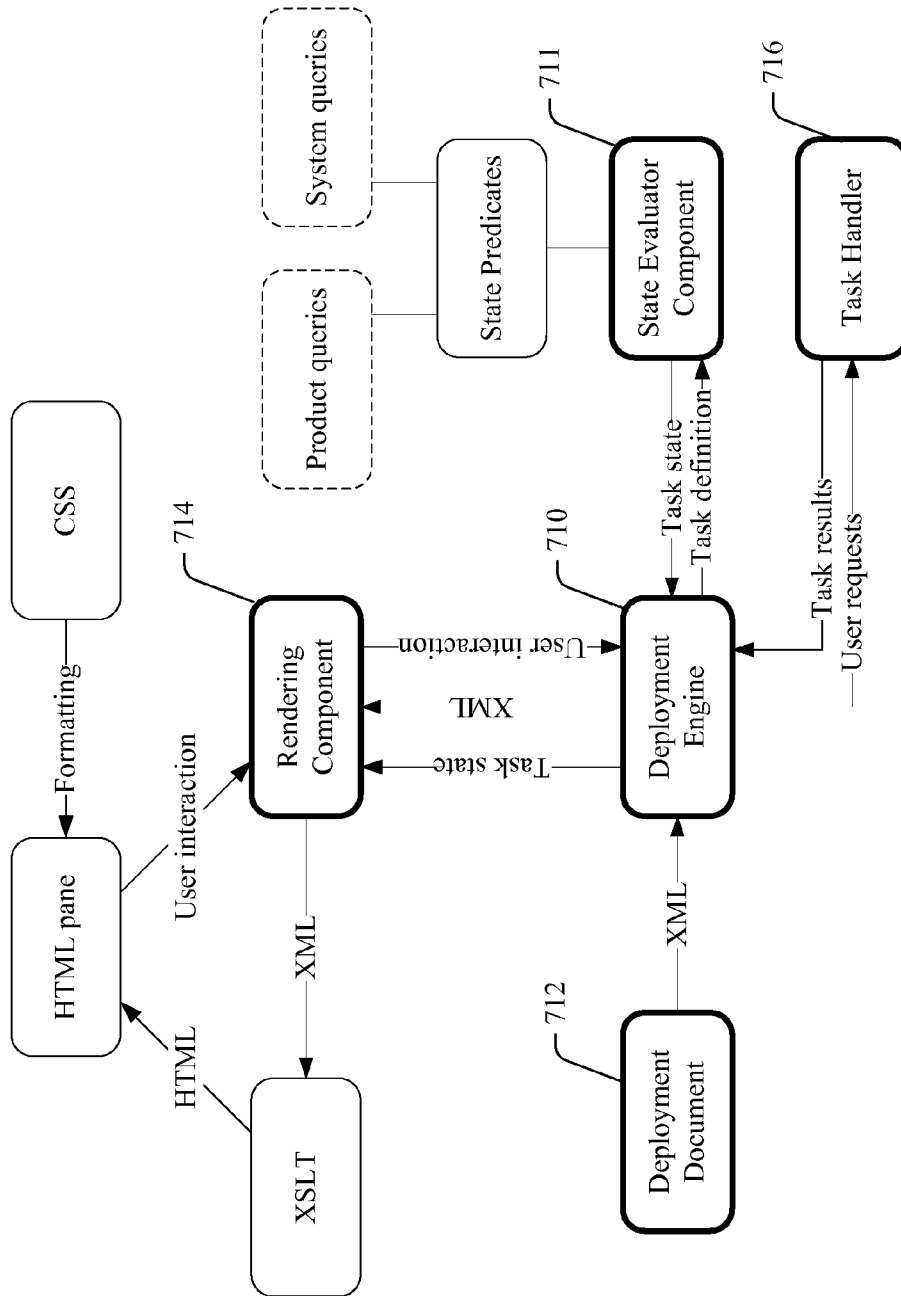 HTML pane
Formatting
CSS
HTML
User interaction
714
XSLT
XML
Rendering
Component
Product queries
System queries
Task state
XML
User interaction
State Predicates
712
710
711
Deployment
Document
XML
Deployment
Engine
Task state
Task definition
State Evaluator
Component
716
Task results
User requests
Task Handler